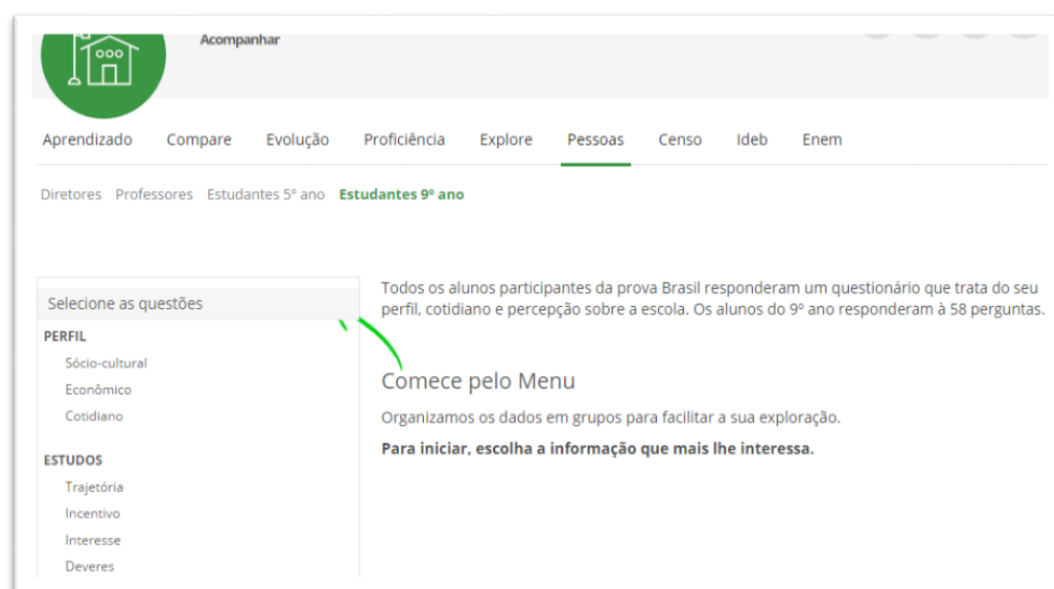 Acompanhar
Aprendizado Compare Evolução Proficiência Explore Pessoas Censo Ideb Enem
Diretores Professores Estudantes 5º ano Estudantes 9º ano
Selecione as questões
PERFIL
Sócio-cultural
Econômico
Cotidiano
ESTUDOS
Trajetória
Incentivo
Interesse
Deveres
Todos os alunos participantes da prova Brasil responderam um questionário que trata do seu
perfil, cotidiano e percepção sobre a escola. Os alunos do 9º ano responderam à 58 perguntas.
Comece pelo Menu
Organizamos os dados em grupos para facilitar a sua exploração.
Para iniciar, escolha a informação que mais lhe interessa.